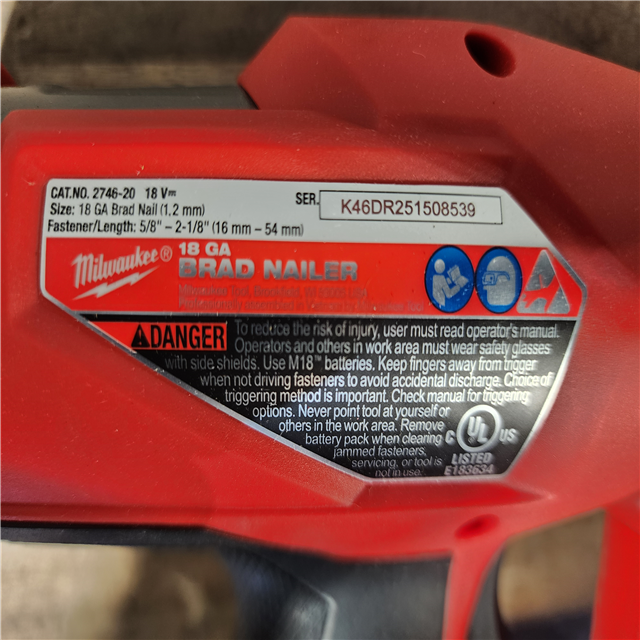 CAT.NO. 2746-20 18 V
Size: 18 GA Brad Nail (1,2 mm)
Fastener/Length: 5/8" – 2-1/8" (16 mm – 54 mm)
SER. K46DR251508539
Milwaukee®
18 GA
BRAD NAILER
Milwaukee Tool,
DANGER
To reduce the risk of injury, user must read operator's manual.
Operators and others in work area must wear safety glasses
with side shields. Use M18™ batteries. Keep fingers away from trigger
when not driving fasteners to avoid accidental discharge. Choice of
triggering method is important. Check manual for triggering
options. Never point tool at yourself or
others in the work area. Remove
battery pack when clearing
jammed fasteners,
servicing, or tool is
not in use.
C UL US
LISTED
E183634